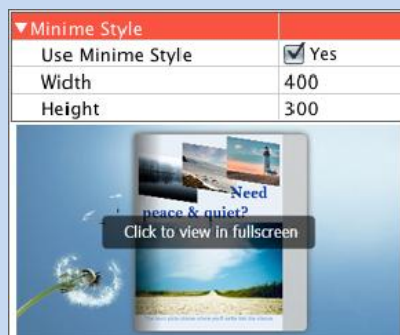 Minime Style
Use Minime Style Yes
Width 400
Height 300
Need
peace & quiet?
Click to view in fullscreen